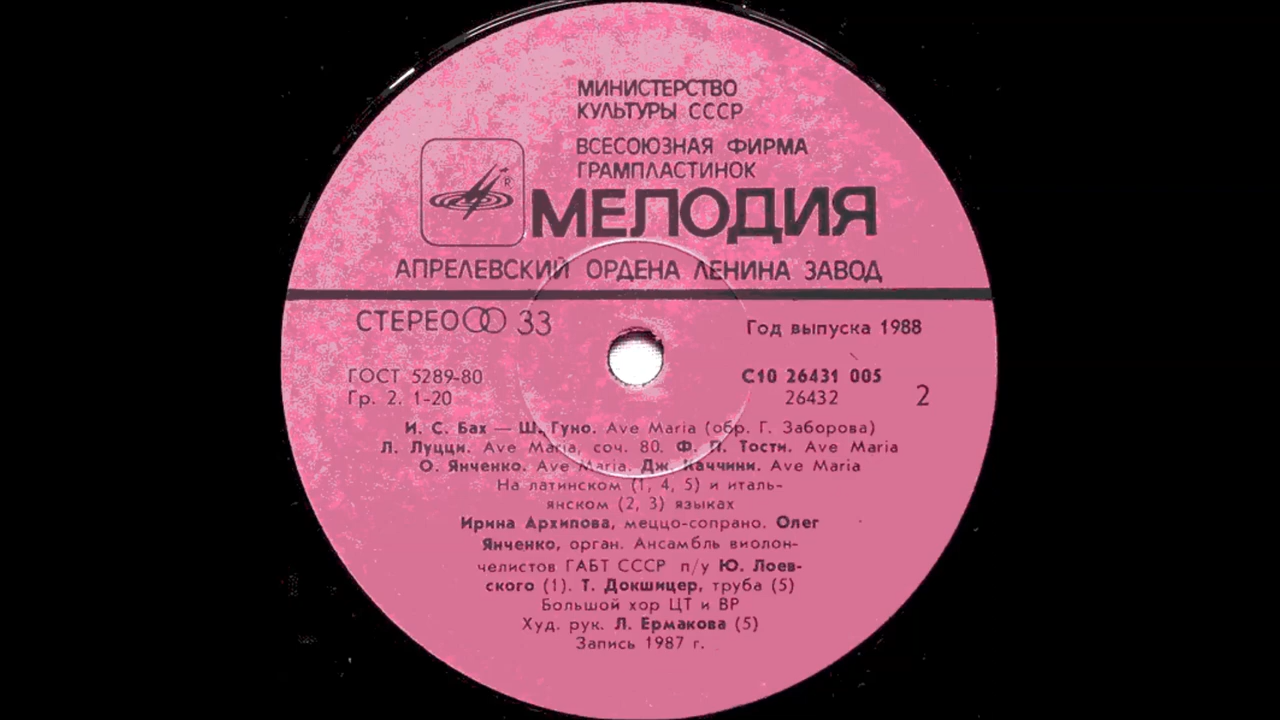 МИНИСТЕРСТВО
КУЛЬТУРЫ СССР
ВСЕСОЮЗНАЯ ФИРМА
ГРАМПЛАСТИНОК
R
МЕЛОДИЯ
АПРЕЛЕВСКИЙ ОРДЕНА ЛЕНИНА ЗАВОД
СТЕРЕО 33
Год выпуска 1988
ГОСТ 5289-80
С10 26431 005
Гр. 2. 1-20
26432
2
И. С. Бах — Ш. Гуно. Ave Maria (обр. Г. Заборова)
Л. Луцци. Ave Maria, соч. 80. Ф. П. Тости. Ave Maria
О. Янченко. Ave Maria. Дж. Каччини. Ave Maria
На латинском (1, 4, 5) и италь-
янском (2, 3) языках
Ирина Архипова, меццо-сопрано. Олег
Янченко, орган. Ансамбль виолон-
челистов ГАБТ СССР п/у Ю. Лоев-
ского (1). Т. Докшицер, труба (5)
Большой хор ЦТ и ВР
Худ. рук. Л. Ермакова (5)
Запись 1987 г.